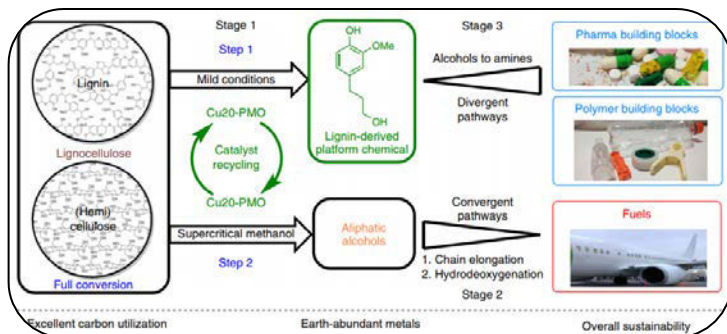 Stage 1
Stage 3
Step 1
Pharma building blocks
Lignin
Mild conditions
OH
OMe
OH
Lignin-derived
platform chemical
Alcohols to amines
Divergent
pathways
Cu20-PMO
Catalyst
recycling
Cu20-PMO
Polymer building blocks
Lignocellulose
(Hemi)
cellulose
Supercritical methanol
Aliphatic
alcohols
Convergent
pathways
Fuels
Full conversion
Step 2
1. Chain elongation
2. Hydrodeoxygenation
Stage 2
Excellent carbon utilization
Earth-abundant metals
Overall sustainability